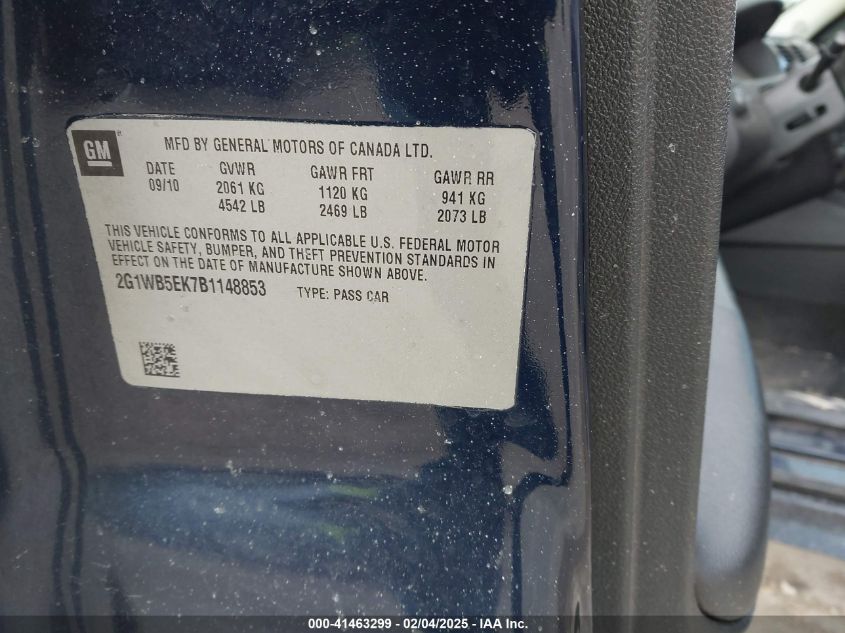 GM
MFD BY GENERAL MOTORS OF CANADA LTD.
DATE GVWR GAWR FRT GAWR RR
09/10 2061 KG 1120 KG 941 KG
4542 LB 2469 LB 2073 LB
THIS VEHICLE CONFORMS TO ALL APPLICABLE U.S. FEDERAL MOTOR
VEHICLE SAFETY, BUMPER, AND THEFT PREVENTION STANDARDS IN
EFFECT ON THE DATE OF MANUFACTURE SHOWN ABOVE.
2G1WB5EK7B1148853 TYPE: PASS CAR
000-41463299 - 02/04/2025 - IAA Inc.